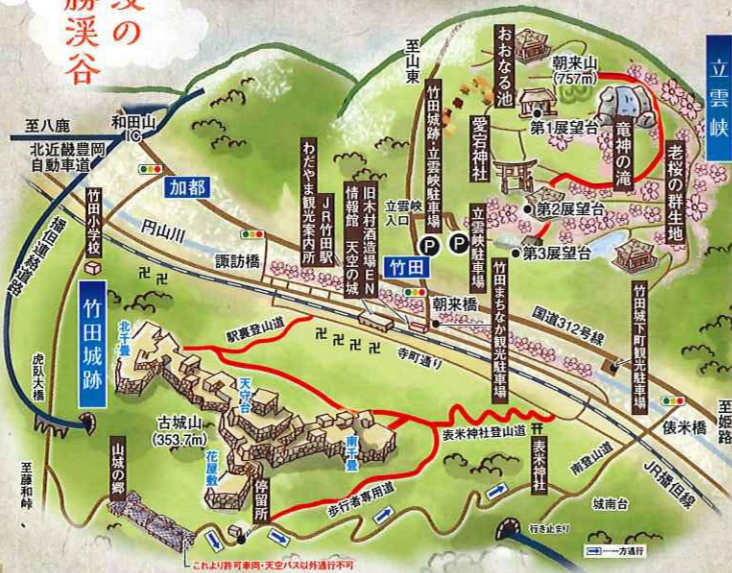 没の
勝渓谷
至八鹿
北近畿豊岡
自動車道
和田山
IC
播但連絡道路
竹田小学校
加都
円山川
諏訪橋
わだやま観光案内所
JR竹田駅
情報館 天空の城
旧木村酒造場EN
至山東
竹田城跡・立雲峡駐車場
立雲峡
入口
P
P
竹田
朝来橋
おおなる池
愛宕神社
立雲峡駐車場
朝来山
(757m)
第1展望台
竜神の滝
第2展望台
第3展望台
老桜の群生地
立雲峡
竹田まちなか観光駐車場
国道312号線
竹田城下町観光駐車場
至姫路
俵米橋
JR播但線
竹田城跡
虎臥大橋
至藤和峠
北千畳
天守台
古城山
(353.7m)
花屋敷
南千畳
駅裏登山道
寺町通り
表米神社登山道
表米神社
南登山道
城南台
歩行者専用道
停留所
山城の郷
行き止まり
…一方通行
これより許可車両・天空バス以外通行不可